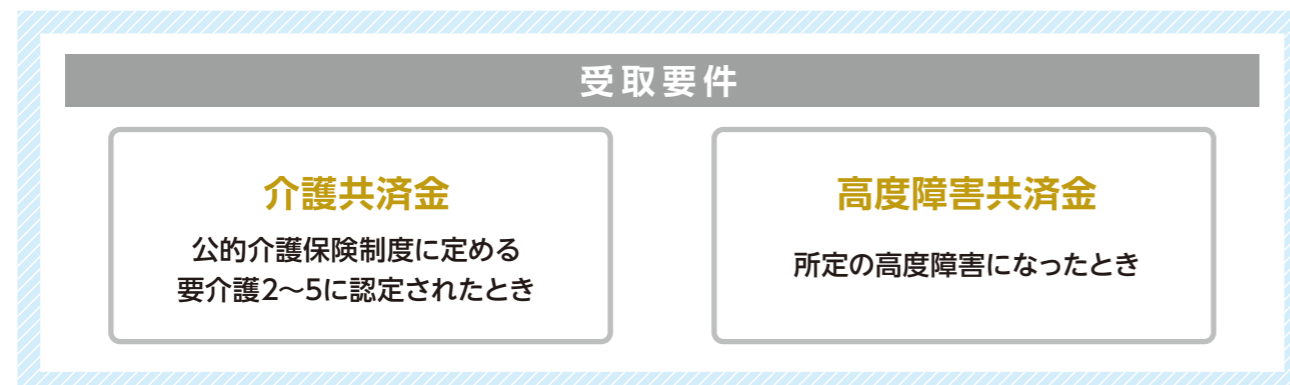 受取要件
介護共済金
公的介護保険制度に定める
要介護2～5に認定されたとき
高度障害共済金
所定の高度障害になったとき